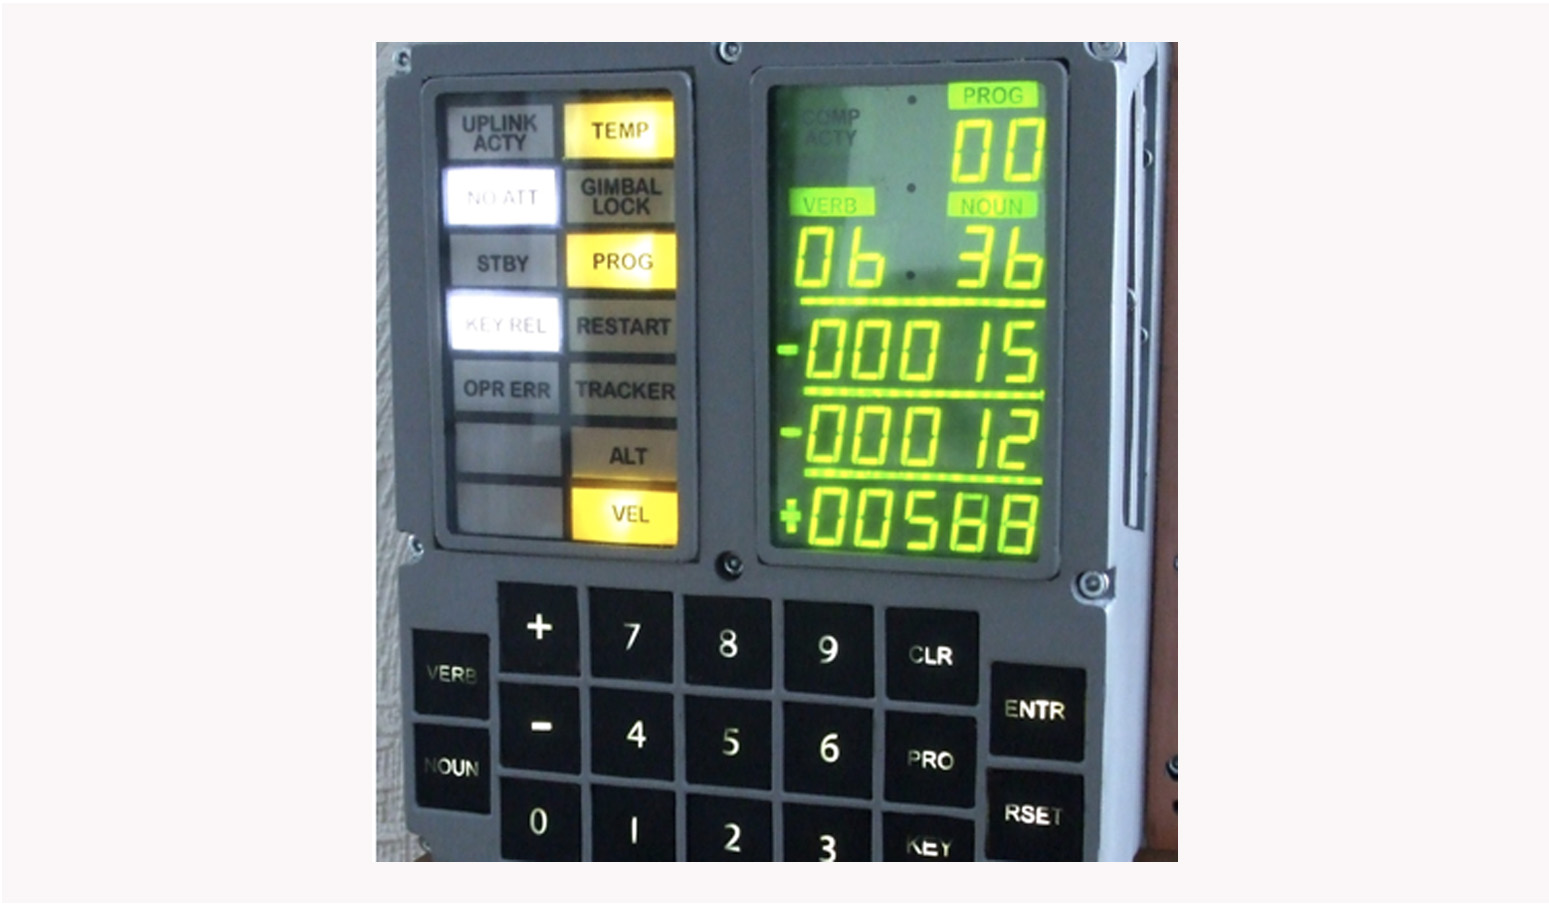 UPLINK ACTY
TEMP
NO ATT
GIMBAL LOCK
STBY
PROG
KEY REL
RESTART
OPR ERR
TRACKER
ALT
VEL
COMP ACTY
PROG
00
VERB
NOUN
06
36
-00015
-00012
+00588
VERB
NOUN
+
7
8
9
CLR
-
4
5
6
PRO
0
1
2
3
KEY
ENTR
RSET